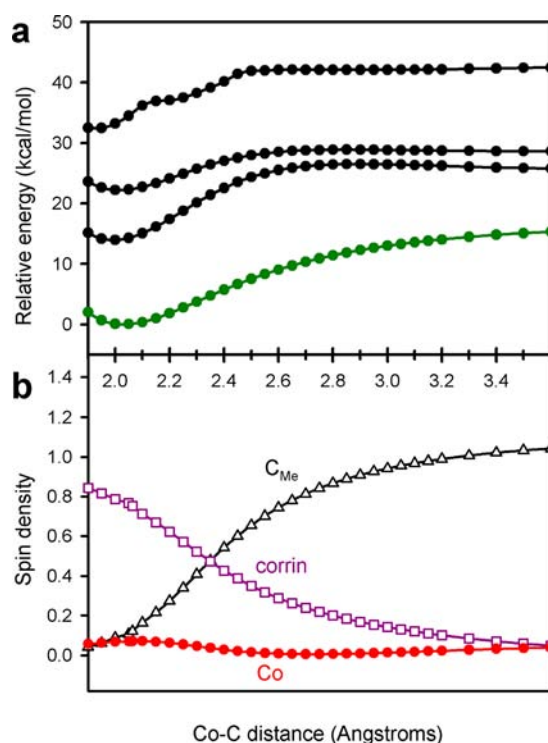 a
50
40
30
20
10
0
Relative energy (kcal/mol)
b
2.0 2.2 2.4 2.6 2.8 3.0 3.2 3.4
1.4
1.2
1.0
0.8
0.6
0.4
0.2
0.0
Spin density
C_Me
corrin
Co
Co-C distance (Angstroms)